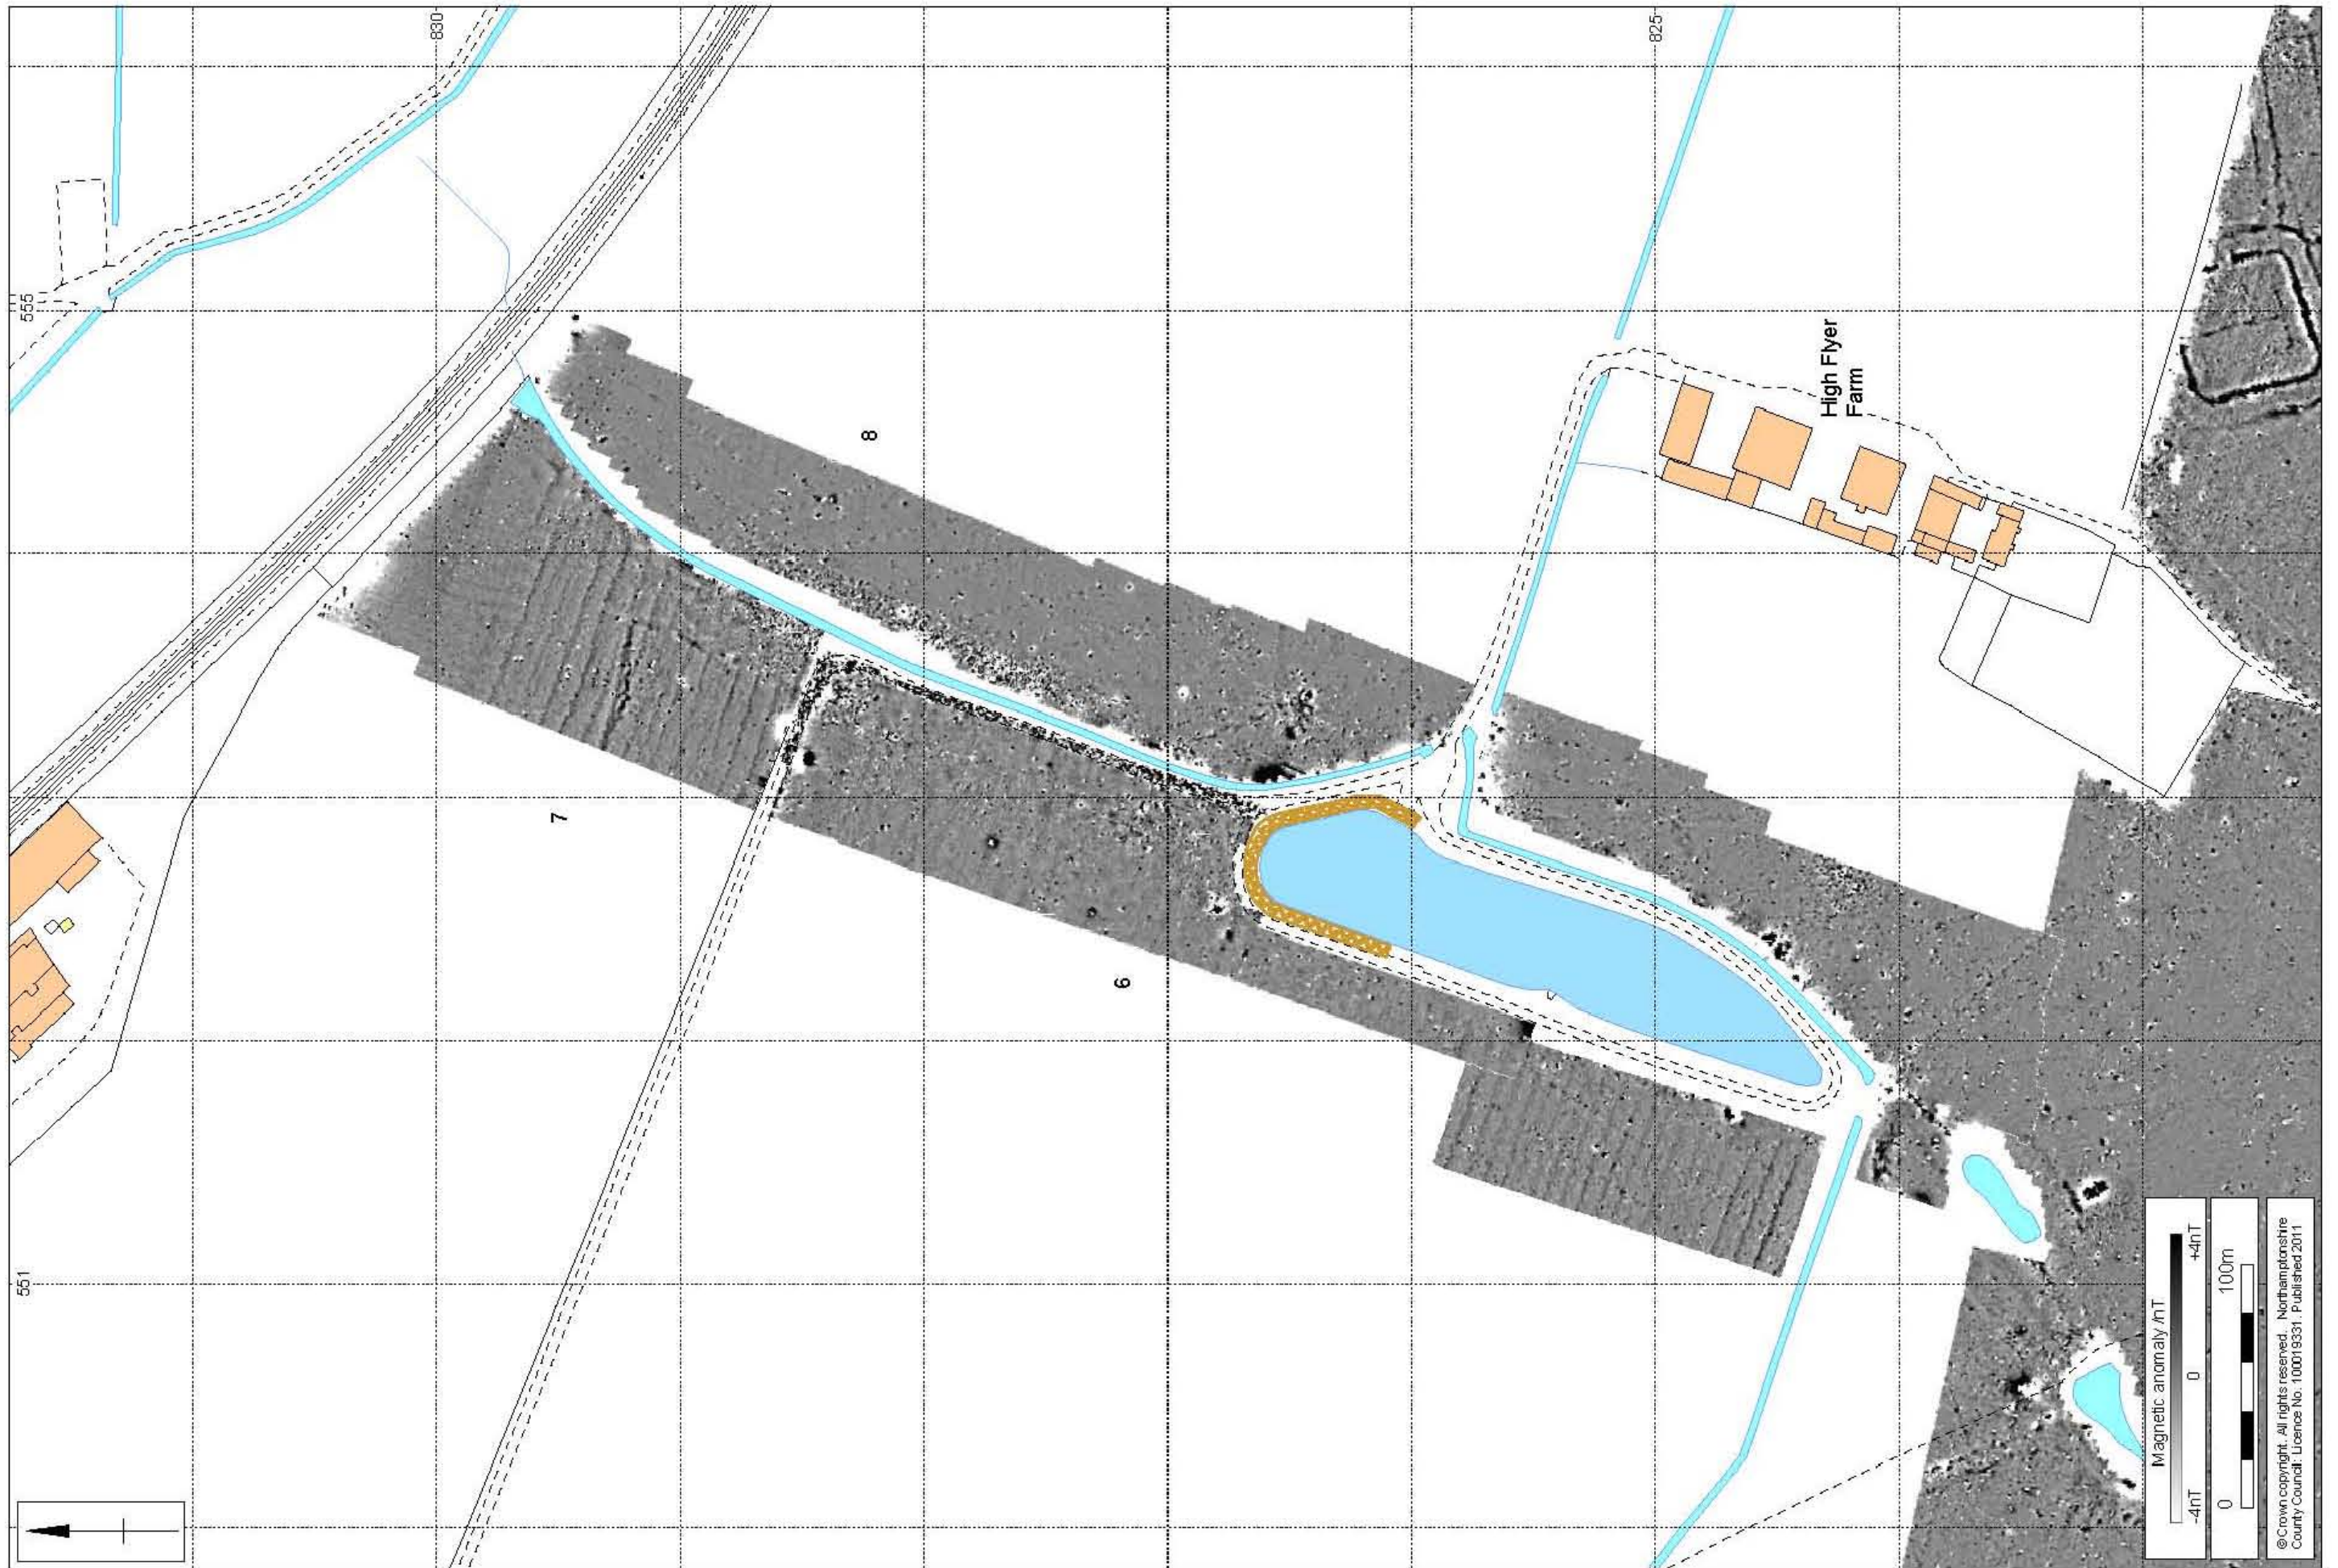 830
825
555
551
8
7
6
High Flyer
Farm
Magnetic anomaly /nT
-4nT 0 +4nT
0 100m
©Crown copyright. All rights reserved. Northamptonshire
County Council: Licence No. 100019331. Published 2011